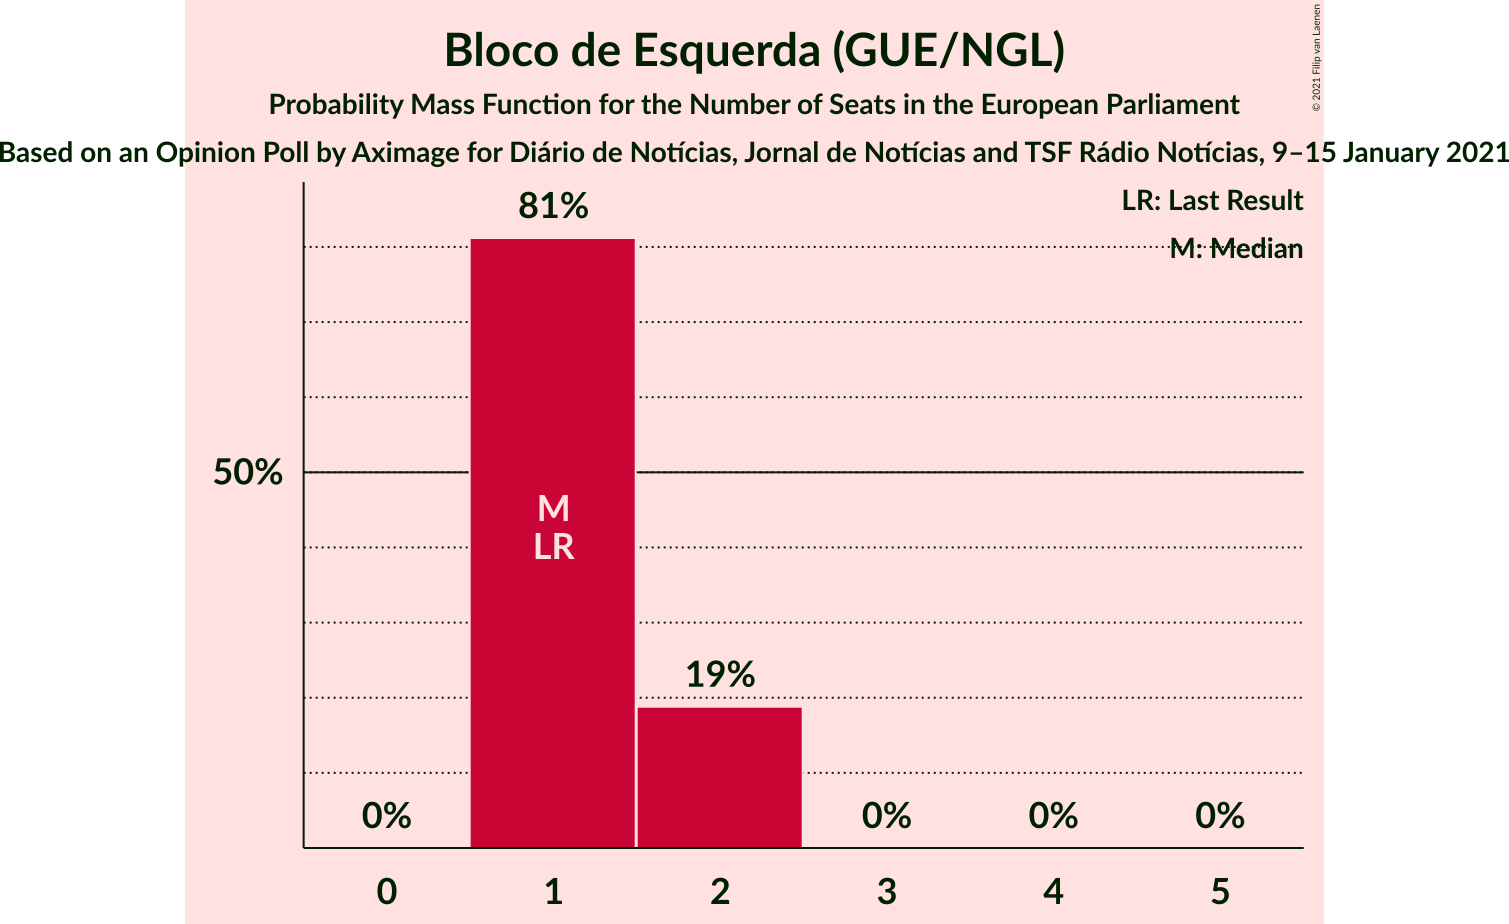 Bloco de Esquerda (GUE/NGL)
Probability Mass Function for the Number of Seats in the European Parliament
Based on an Opinion Poll by Aximage for Diário de Notícias, Jornal de Notícias and TSF Rádio Notícias, 9–15 January 2021
© 2021 Filip van Laenen
LR: Last Result
M: Median
81%
50%
M
LR
19%
0%
0%
0%
0%
0
1
2
3
4
5